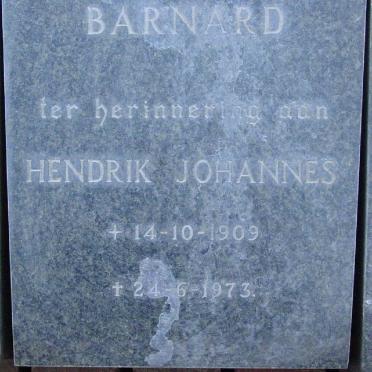 BARNARD
ter herinnering aan
HENDRIK JOHANNES
+ 14-10-1909
† 24-6-1973.